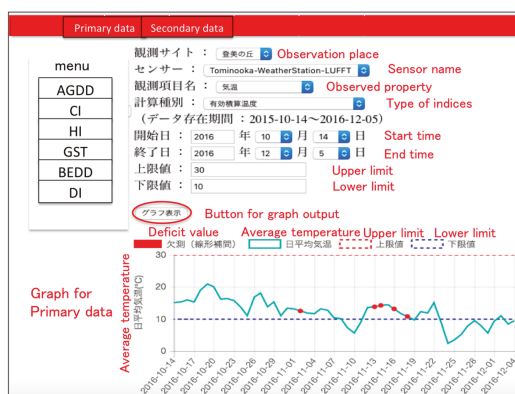 Primary data Secondary data
menu
AGDD
CI
HI
GST
BEDD
DI
観測サイト ： 登美の丘 Observation place
センサー ： Tominooka-WeatherStation-LUFFT Sensor name
観測項目名 ： 気温 Observed property
計算種別 ： 有効積算温度 Type of indices
（データ存在期間 ：2015-10-14〜2016-12-05）
開始日 ： 2016 年 10 月 14 日 Start time
終了日 ： 2016 年 12 月 5 日 End time
上限値 ： 30 Upper limit
下限値 ： 10 Lower limit
グラフ表示 Button for graph output
Deficit value Average temperature Upper limit Lower limit
欠測（線形補間） 日平均気温 上限値 下限値
Graph for
Primary data
Average temperature
日平均気温(℃)
30
20
10
0
2016-10-14
2016-10-17
2016-10-20
2016-10-23
2016-10-26
2016-10-29
2016-11-01
2016-11-04
2016-11-07
2016-11-10
2016-11-13
2016-11-16
2016-11-19
2016-11-22
2016-11-25
2016-11-28
2016-12-01
2016-12-04